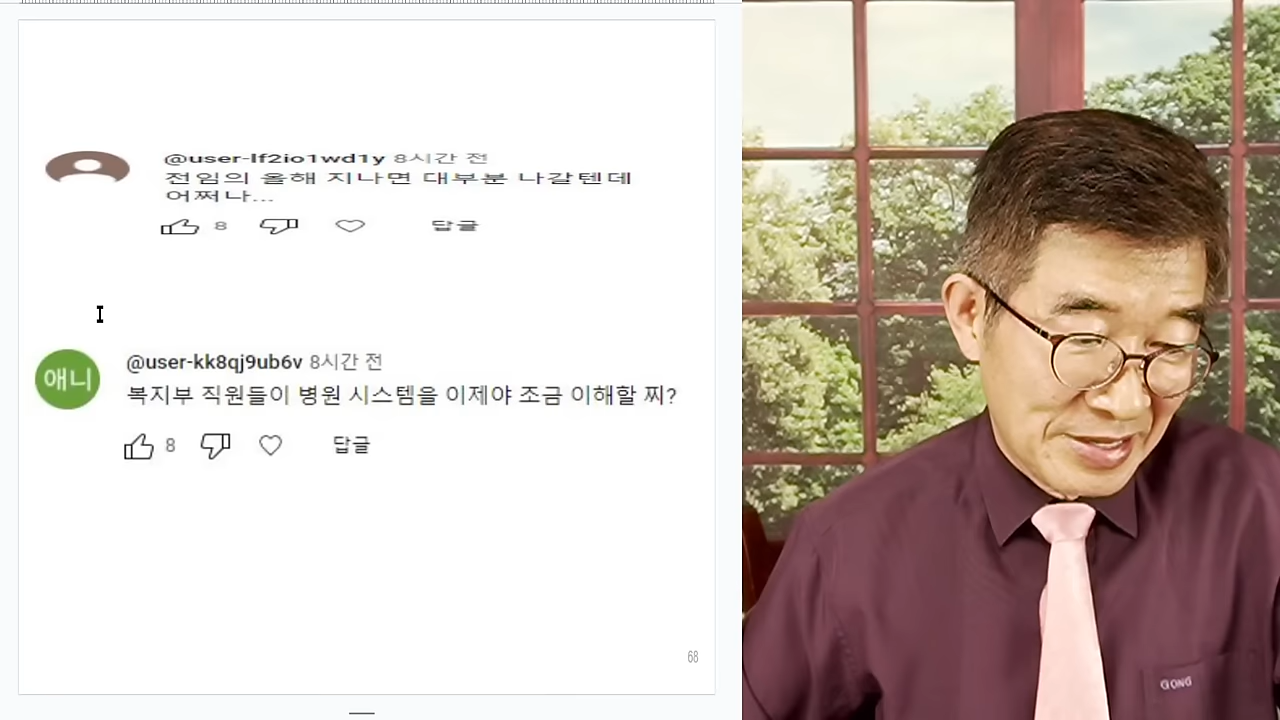 @user-lf2io1wd1y 8시간 전
전임의 올해 지나면 대부분 나갈텐데
어쩌나...
8 답글
애니
@user-kk8qj9ub6v 8시간 전
복지부 직원들이 병원 시스템을 이제야 조금 이해할 찌?
8 답글
68
GONG